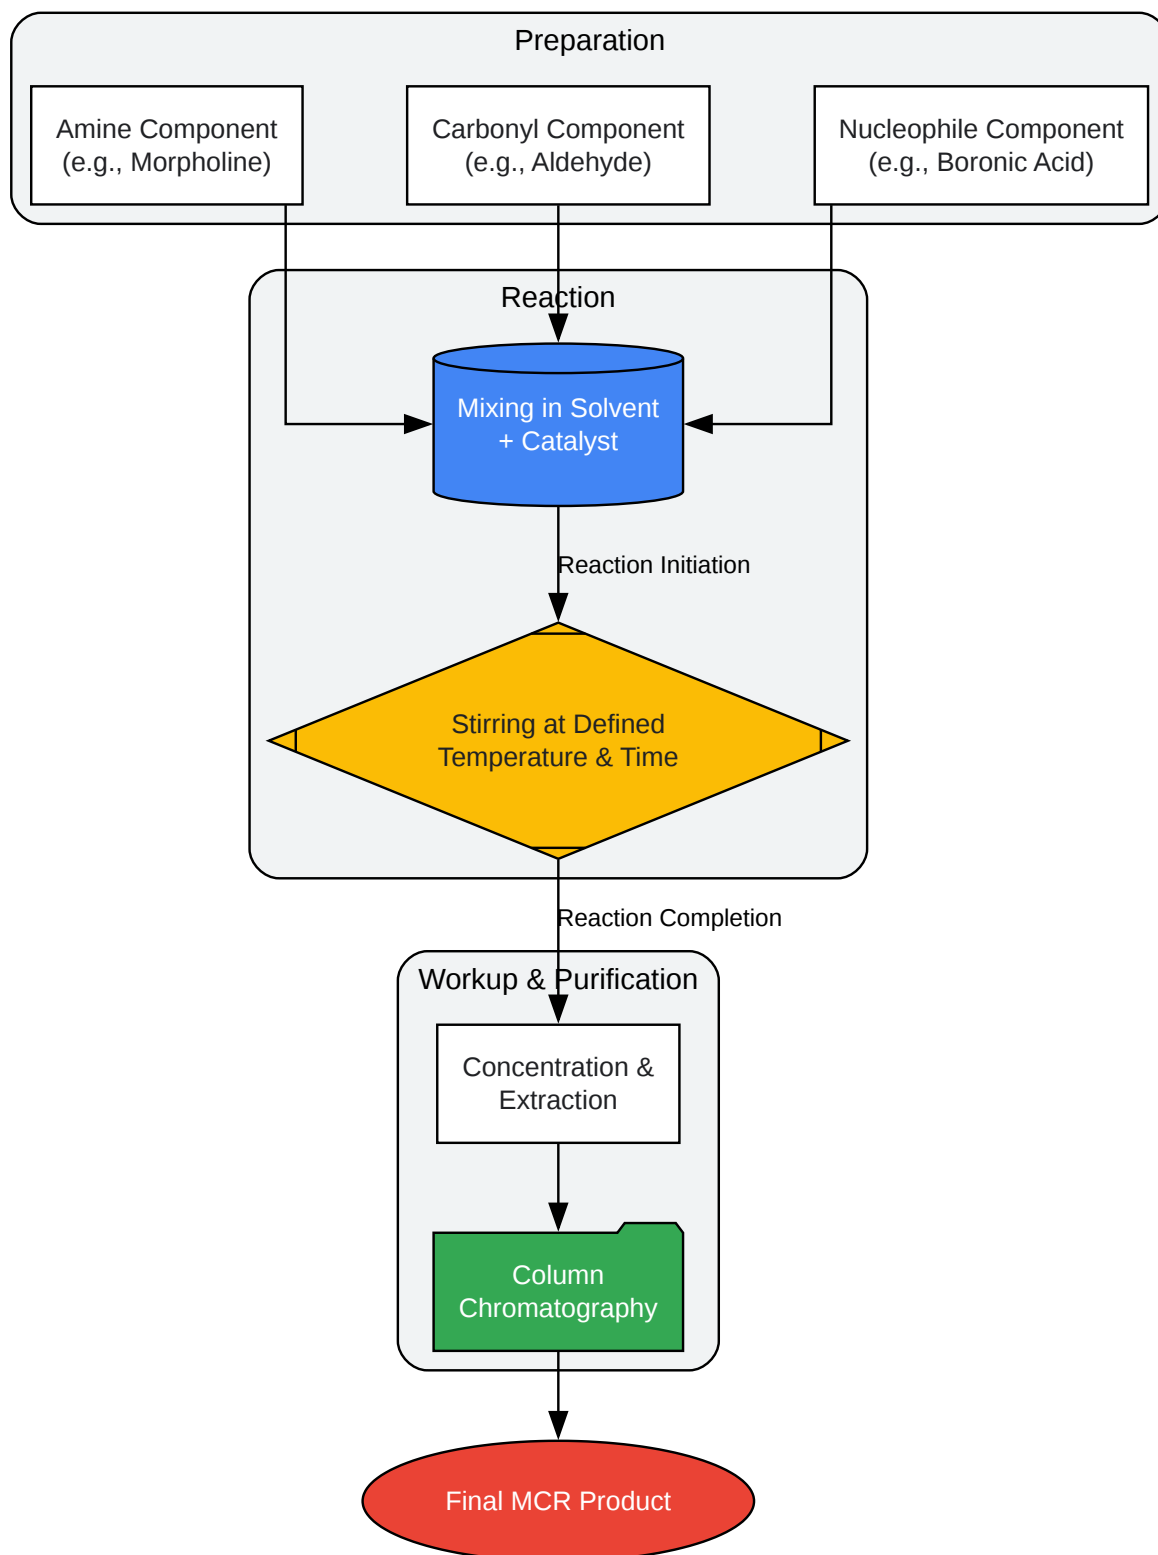 Preparation
Amine Component
(e.g., Morpholine)
Carbonyl Component
(e.g., Aldehyde)
Nucleophile Component
(e.g., Boronic Acid)
Reaction
Mixing in Solvent
+ Catalyst
Reaction Initiation
Stirring at Defined
Temperature & Time
Reaction Completion
Workup & Purification
Concentration &
Extraction
Column
Chromatography
Final MCR Product